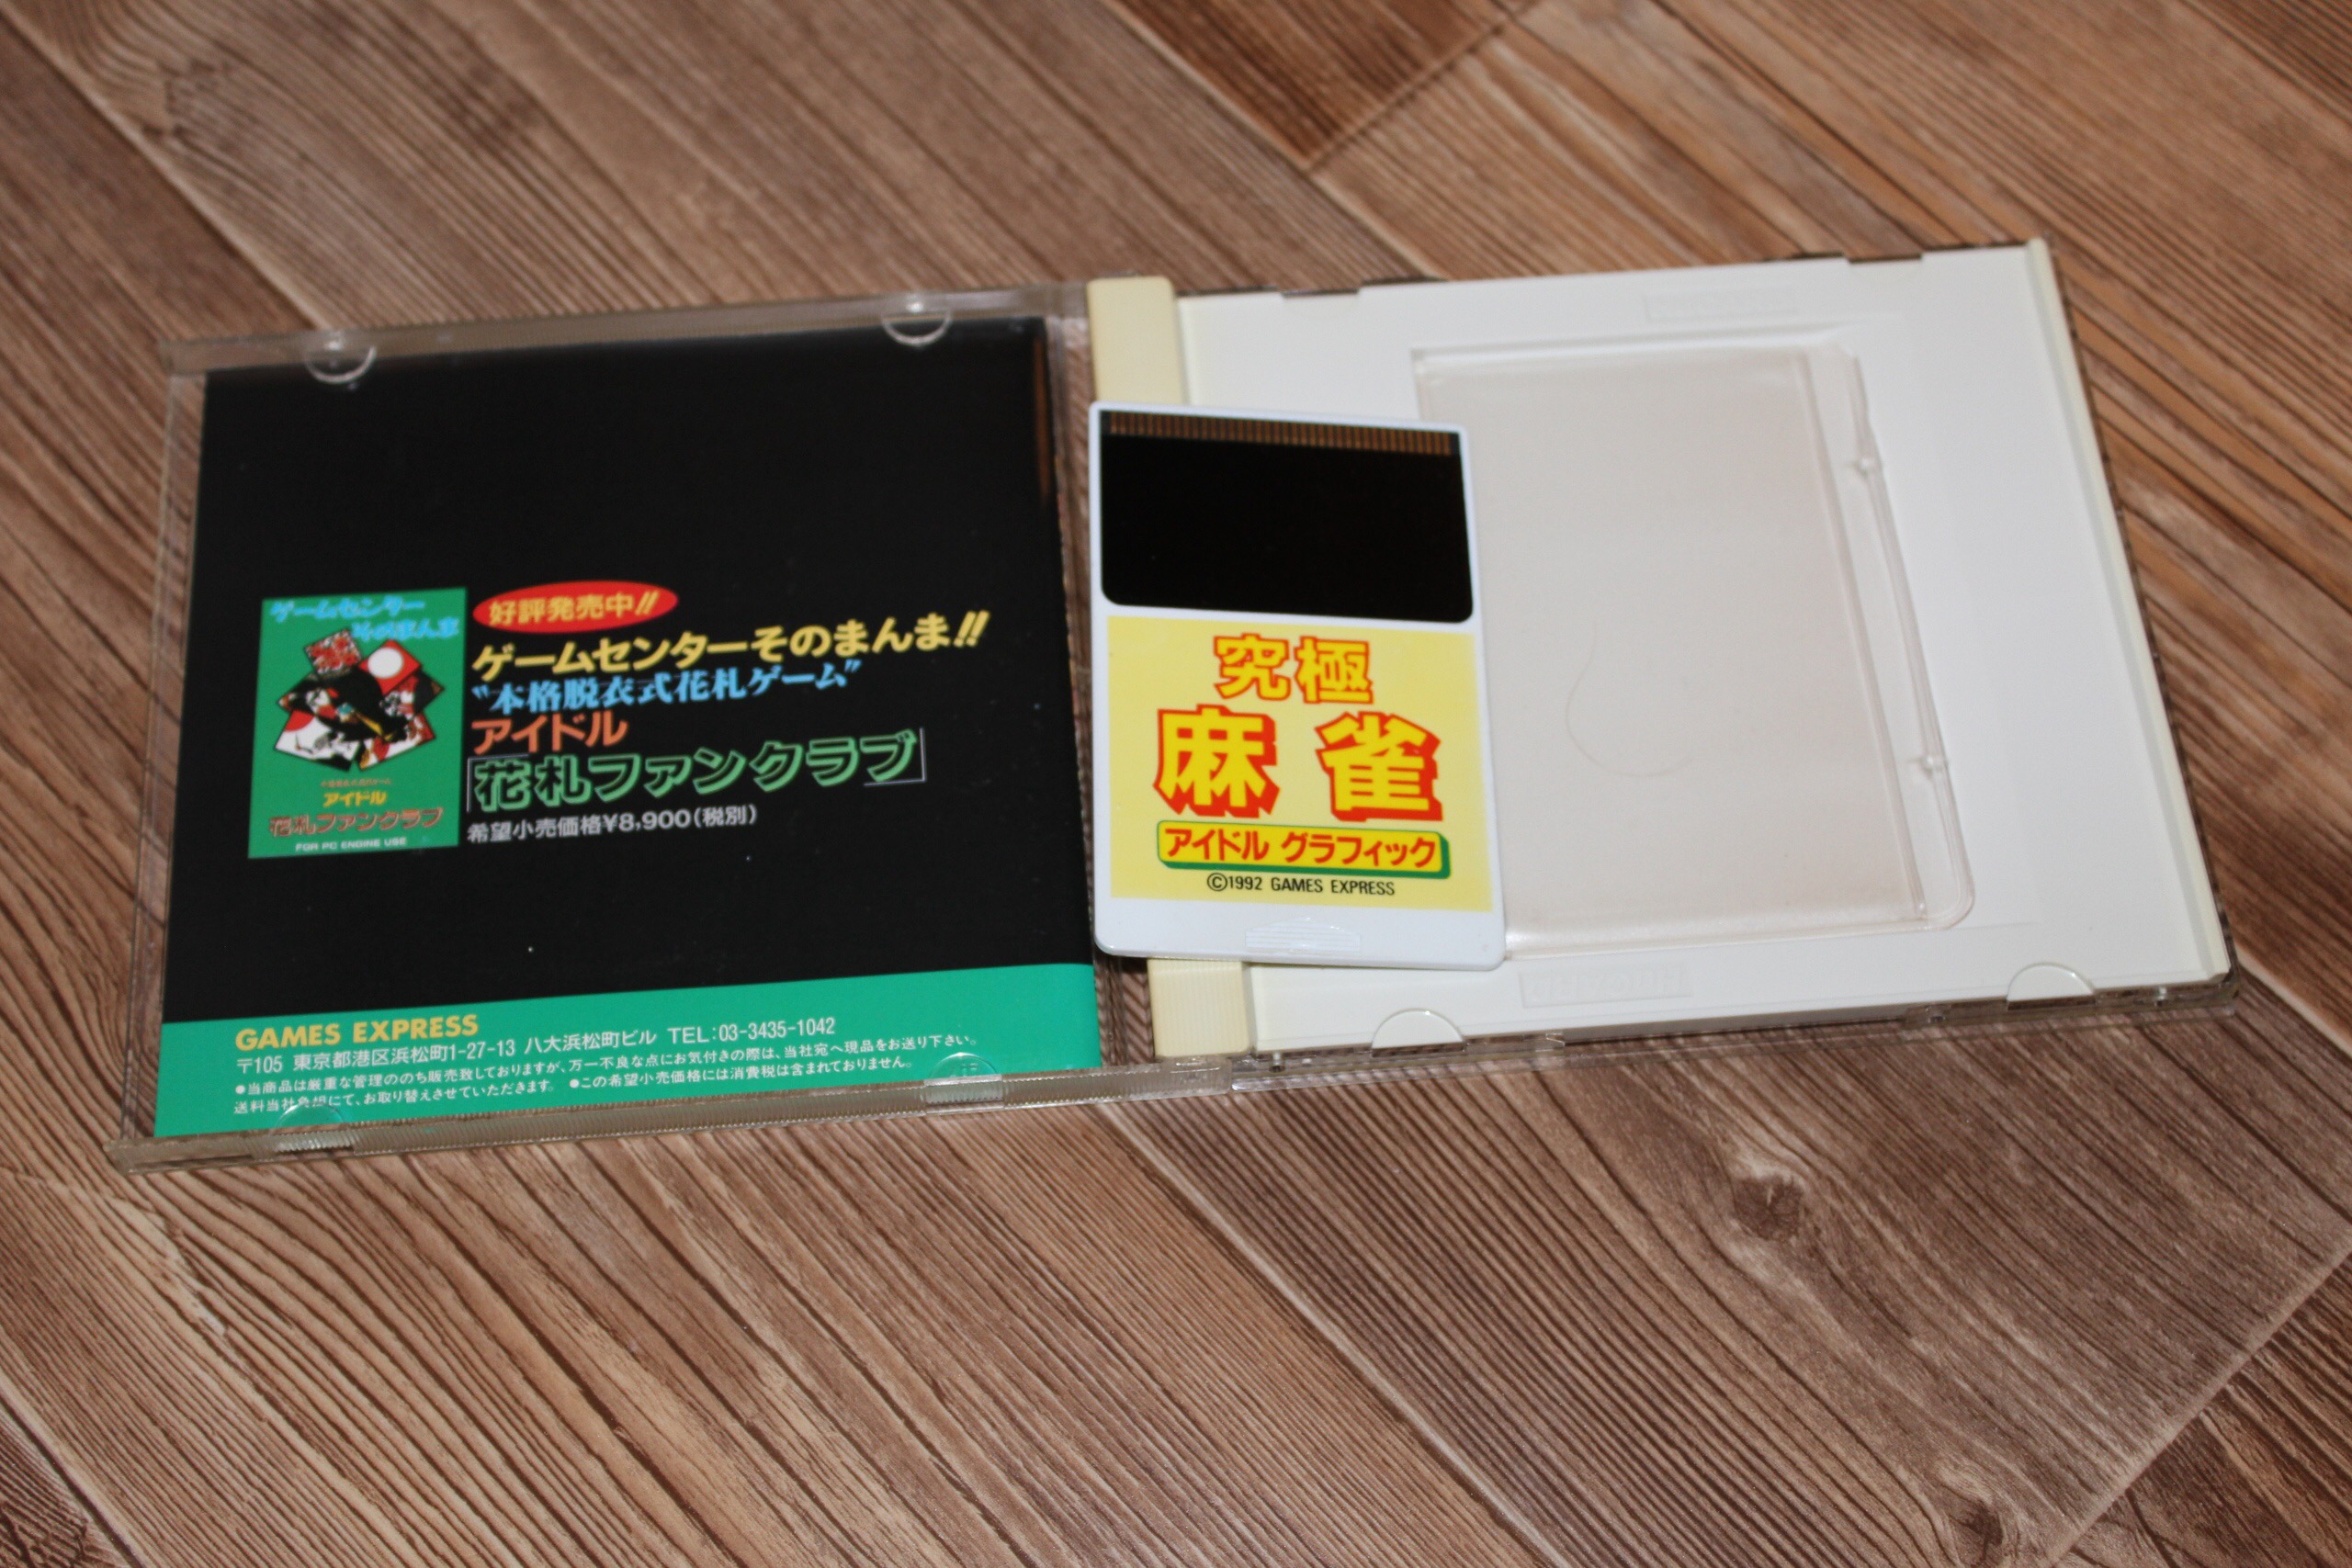 ゲームセンター
そのまんま
アイドル
花札ファンクラブ
FOR PC ENGINE USE
好評発売中!!
ゲームセンターそのまんま!!
“本格脱衣式花札ゲーム”
アイドル
「花札ファンクラブ」
希望小売価格¥8,900(税別)
GAMES EXPRESS
〒105 東京都港区浜松町1-27-13 八大浜松町ビル TEL:03-3435-1042
●当商品は厳重な管理ののち販売致しておりますが、万一不良な点にお気付きの際は、当社宛へ現品をお送り下さい。
送料当社負担にて、お取り替えさせていただきます。 ●この希望小売価格には消費税は含まれておりません。
究極
麻雀
アイドル グラフィック
©1992 GAMES EXPRESS